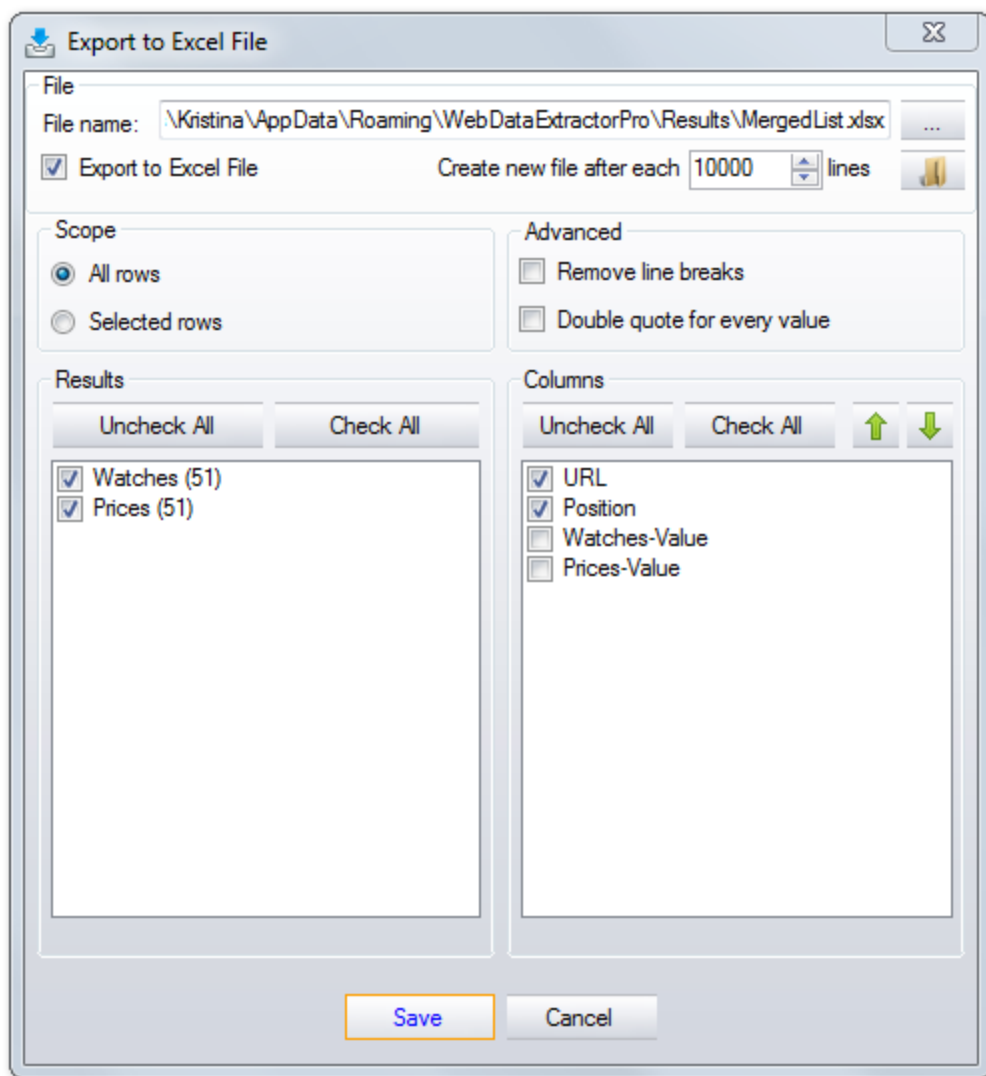 Export to Excel File
File
File name: \Kristina\AppData\Roaming\WebDataExtractorPro\Results\MergedList.xlsx ...
Export to Excel File Create new file after each 10000 lines
Scope
All rows
Selected rows
Advanced
Remove line breaks
Double quote for every value
Results
Uncheck All Check All
Watches (51)
Prices (51)
Columns
Uncheck All Check All
URL
Position
Watches-Value
Prices-Value
Save Cancel